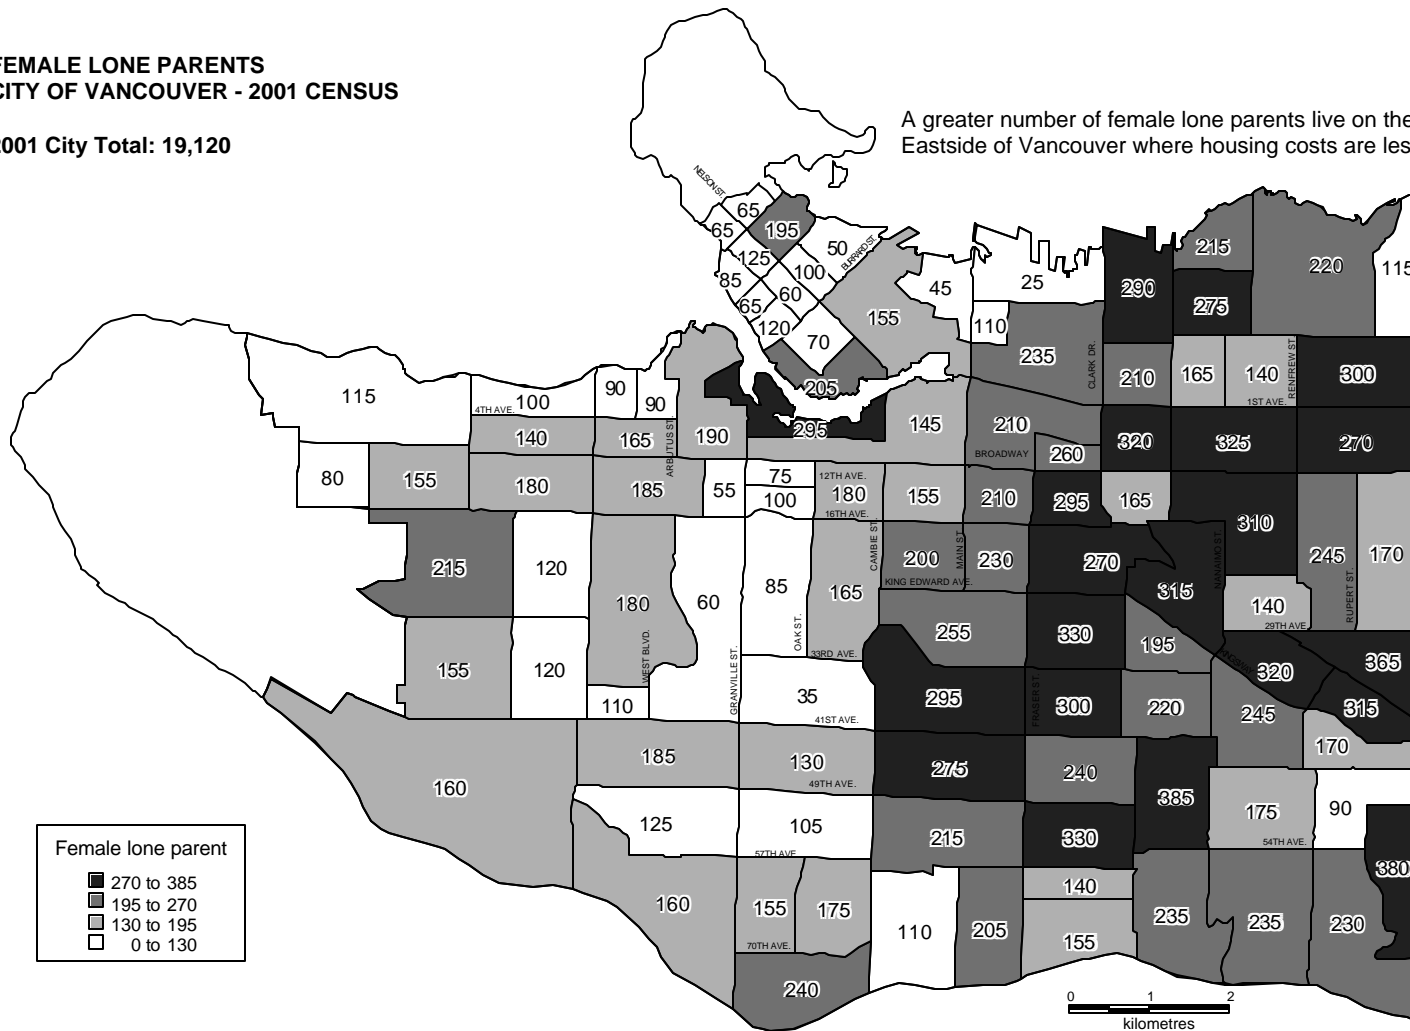 FEMALE LONE PARENTS
CITY OF VANCOUVER - 2001 CENSUS
2001 City Total: 19,120
A greater number of female lone parents live on the
Eastside of Vancouver where housing costs are les
NELSON ST.
65
65
195
125
50
BURRARD ST.
85
100
65
60
120
70
155
205
45
25
110
235
290
215
275
220
115
CLARK DR.
210
165
140
RENFREW ST.
1ST AVE.
300
115
4TH AVE.
100
90
90
140
165
ARBUTUS ST.
190
295
145
210
BROADWAY
260
320
325
270
80
155
180
185
55
75
100
12TH AVE.
180
16TH AVE.
155
210
295
165
310
245
170
215
120
180
60
85
165
CAMBIE ST.
200
MAIN ST.
230
KING EDWARD AVE.
270
315
NANAIMO ST.
140
29TH AVE.
RUPERT ST.
155
120
WEST BLVD.
110
GRANVILLE ST.
OAK ST.
33RD AVE.
35
41ST AVE.
255
330
195
320
365
295
FRASER ST.
300
220
245
315
170
160
185
130
49TH AVE.
275
240
385
175
54TH AVE.
90
125
105
57TH AVE.
215
330
380
160
155
175
70TH AVE.
240
110
205
140
155
235
235
230
Female lone parent
270 to 385
195 to 270
130 to 195
0 to 130
0 1 2
kilometres